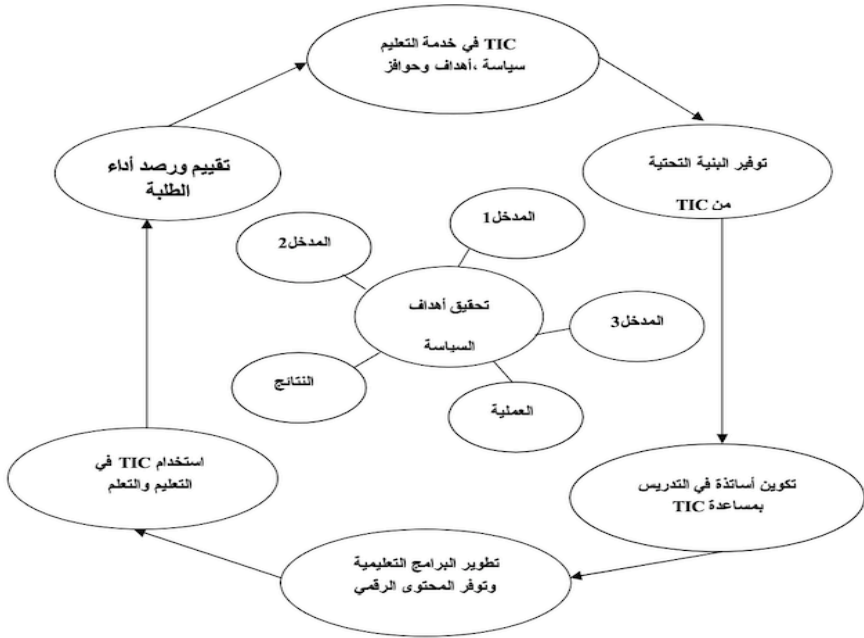 TIC في خدمة التعليم
سياسة ،أهداف وحوافز
توفير البنية التحتية
من TIC
تكوين أساتذة في التدريس
بمساعدة TIC
تطوير البرامج التعليمية
وتوفر المحتوى الرقمي
استخدام TIC في
التعليم والتعلم
تقييم ورصد أداء
الطلبة
المدخل1
المدخل2
تحقيق أهداف
السياسة
المدخل3
النتائج
العملية